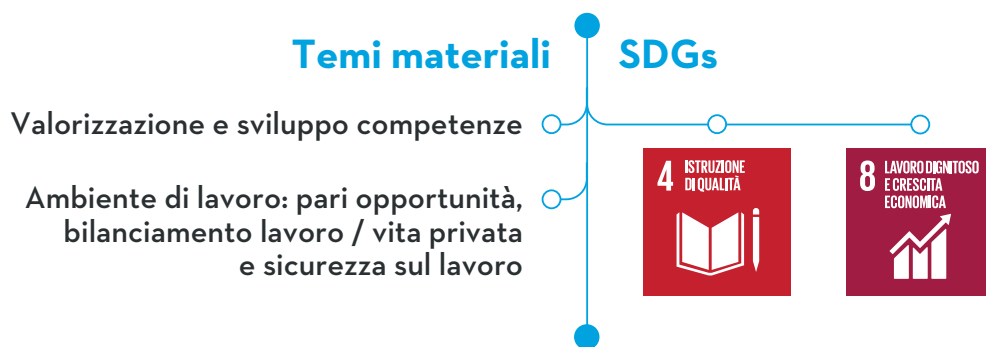 Temi materiali
SDGs
Valorizzazione e sviluppo competenze
Ambiente di lavoro: pari opportunità,
bilanciamento lavoro / vita privata
e sicurezza sul lavoro
4 ISTRUZIONE
DI QUALITÀ
8 LAVORO DIGNITOSO
E CRESCITA
ECONOMICA